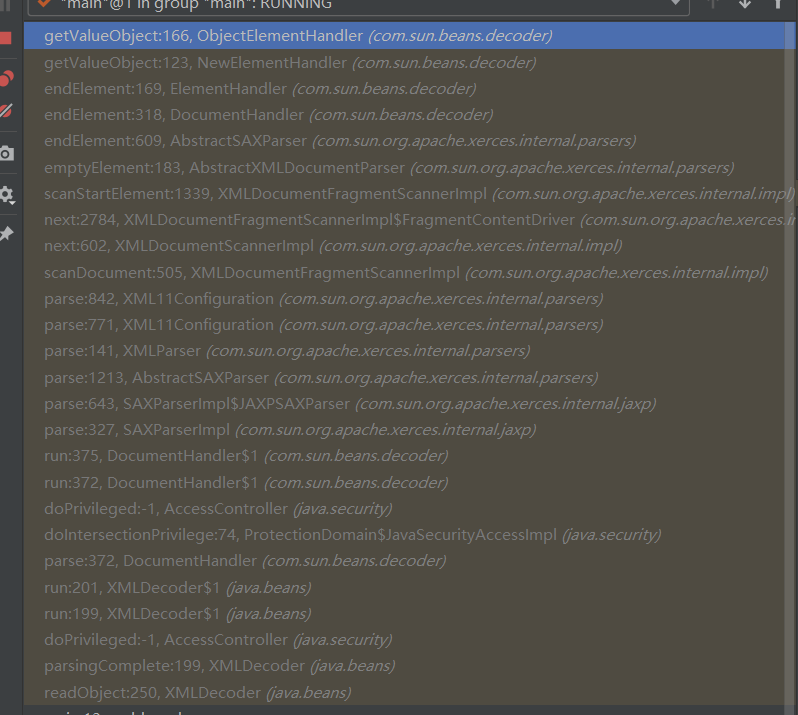 "main"@1 in group "main": RUNNING
getValueObject:166, ObjectElementHandler (com.sun.beans.decoder)
getValueObject:123, NewElementHandler (com.sun.beans.decoder)
endElement:169, ElementHandler (com.sun.beans.decoder)
endElement:318, DocumentHandler (com.sun.beans.decoder)
endElement:609, AbstractSAXParser (com.sun.org.apache.xerces.internal.parsers)
emptyElement:183, AbstractXMLDocumentParser (com.sun.org.apache.xerces.internal.parsers)
scanStartElement:1339, XMLDocumentFragmentScannerImpl (com.sun.org.apache.xerces.internal.impl)
next:2784, XMLDocumentFragmentScannerImpl$FragmentContentDriver (com.sun.org.apache.xerces.in
next:602, XMLDocumentScannerImpl (com.sun.org.apache.xerces.internal.impl)
scanDocument:505, XMLDocumentFragmentScannerImpl (com.sun.org.apache.xerces.internal.impl)
parse:842, XML11Configuration (com.sun.org.apache.xerces.internal.parsers)
parse:771, XML11Configuration (com.sun.org.apache.xerces.internal.parsers)
parse:141, XMLParser (com.sun.org.apache.xerces.internal.parsers)
parse:1213, AbstractSAXParser (com.sun.org.apache.xerces.internal.parsers)
parse:643, SAXParserImpl$JAXPSAXParser (com.sun.org.apache.xerces.internal.jaxp)
parse:327, SAXParserImpl (com.sun.org.apache.xerces.internal.jaxp)
run:375, DocumentHandler$1 (com.sun.beans.decoder)
run:372, DocumentHandler$1 (com.sun.beans.decoder)
doPrivileged:-1, AccessController (java.security)
doIntersectionPrivilege:74, ProtectionDomain$JavaSecurityAccessImpl (java.security)
parse:372, DocumentHandler (com.sun.beans.decoder)
run:201, XMLDecoder$1 (java.beans)
run:199, XMLDecoder$1 (java.beans)
doPrivileged:-1, AccessController (java.security)
parsingComplete:199, XMLDecoder (java.beans)
readObject:250, XMLDecoder (java.beans)